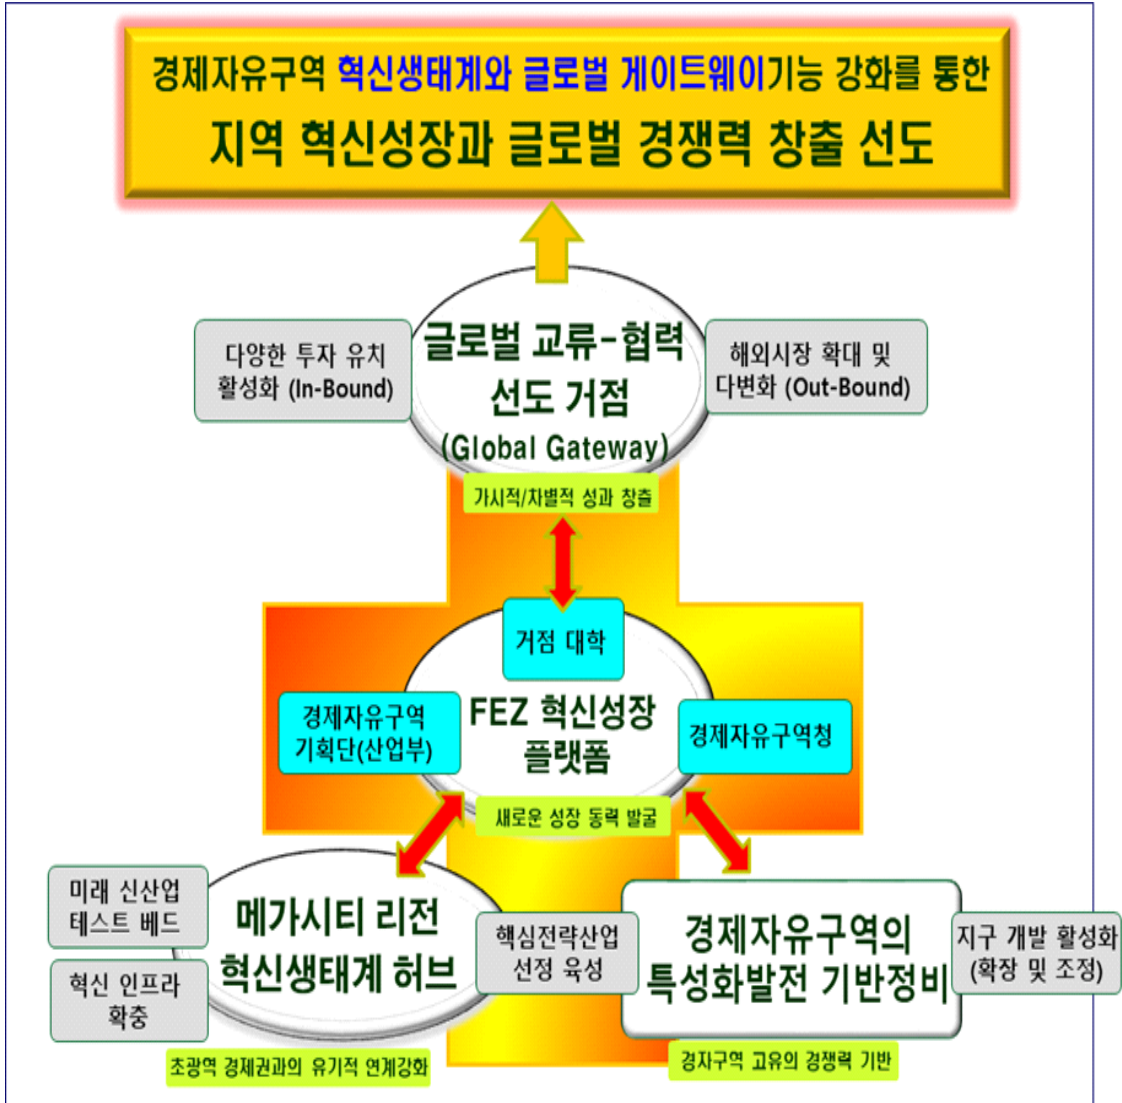 경제자유구역 혁신생태계와 글로벌 게이트웨이기능 강화를 통한
지역 혁신성장과 글로벌 경쟁력 창출 선도
글로벌 교류-협력
선도 거점
(Global Gateway)
다양한 투자 유치
활성화 (In-Bound)
해외시장 확대 및
다변화 (Out-Bound)
가시적/차별적 성과 창출
거점 대학
FEZ 혁신성장
플랫폼
경제자유구역
기획단(산업부)
경제자유구역청
새로운 성장 동력 발굴
미래 신산업
테스트 베드
혁신 인프라
확충
메가시티 리전
혁신생태계 허브
핵심전략산업
선정 육성
경제자유구역의
특성화발전 기반정비
지구 개발 활성화
(확장 및 조정)
초광역 경제권과의 유기적 연계강화
경자구역 고유의 경쟁력 기반